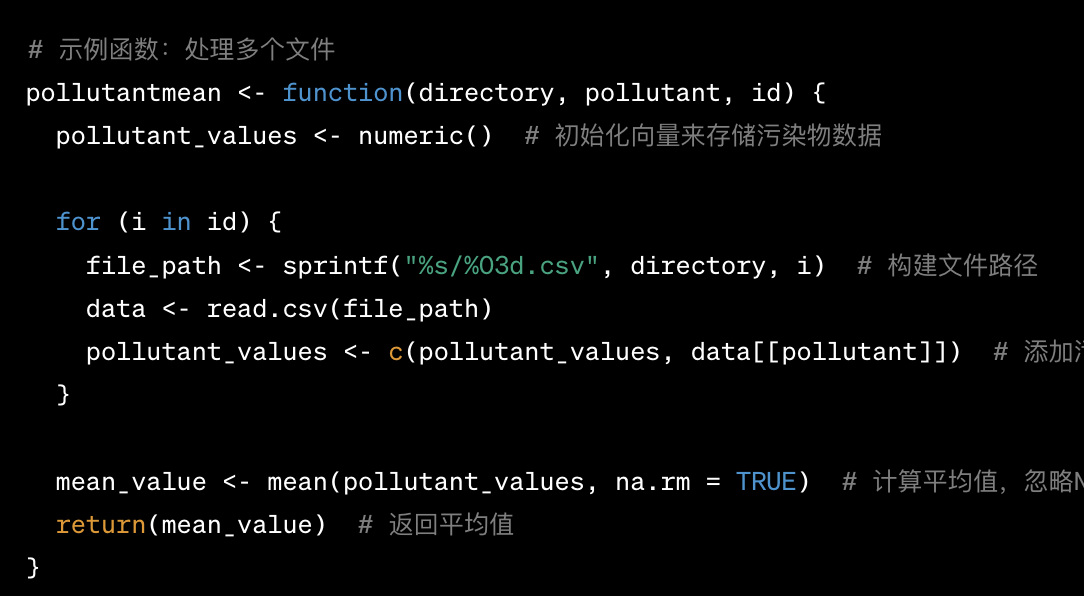 # 示例函数：处理多个文件
pollutantmean <- function(directory, pollutant, id) {
  pollutant_values <- numeric()  # 初始化向量来存储污染物数据
  for (i in id) {
    file_path <- sprintf("%s/%03d.csv", directory, i)  # 构建文件路径
    data <- read.csv(file_path)
    pollutant_values <- c(pollutant_values, data[[pollutant]])  # 添加
  }
  mean_value <- mean(pollutant_values, na.rm = TRUE)  # 计算平均值，忽略
  return(mean_value)  # 返回平均值
}